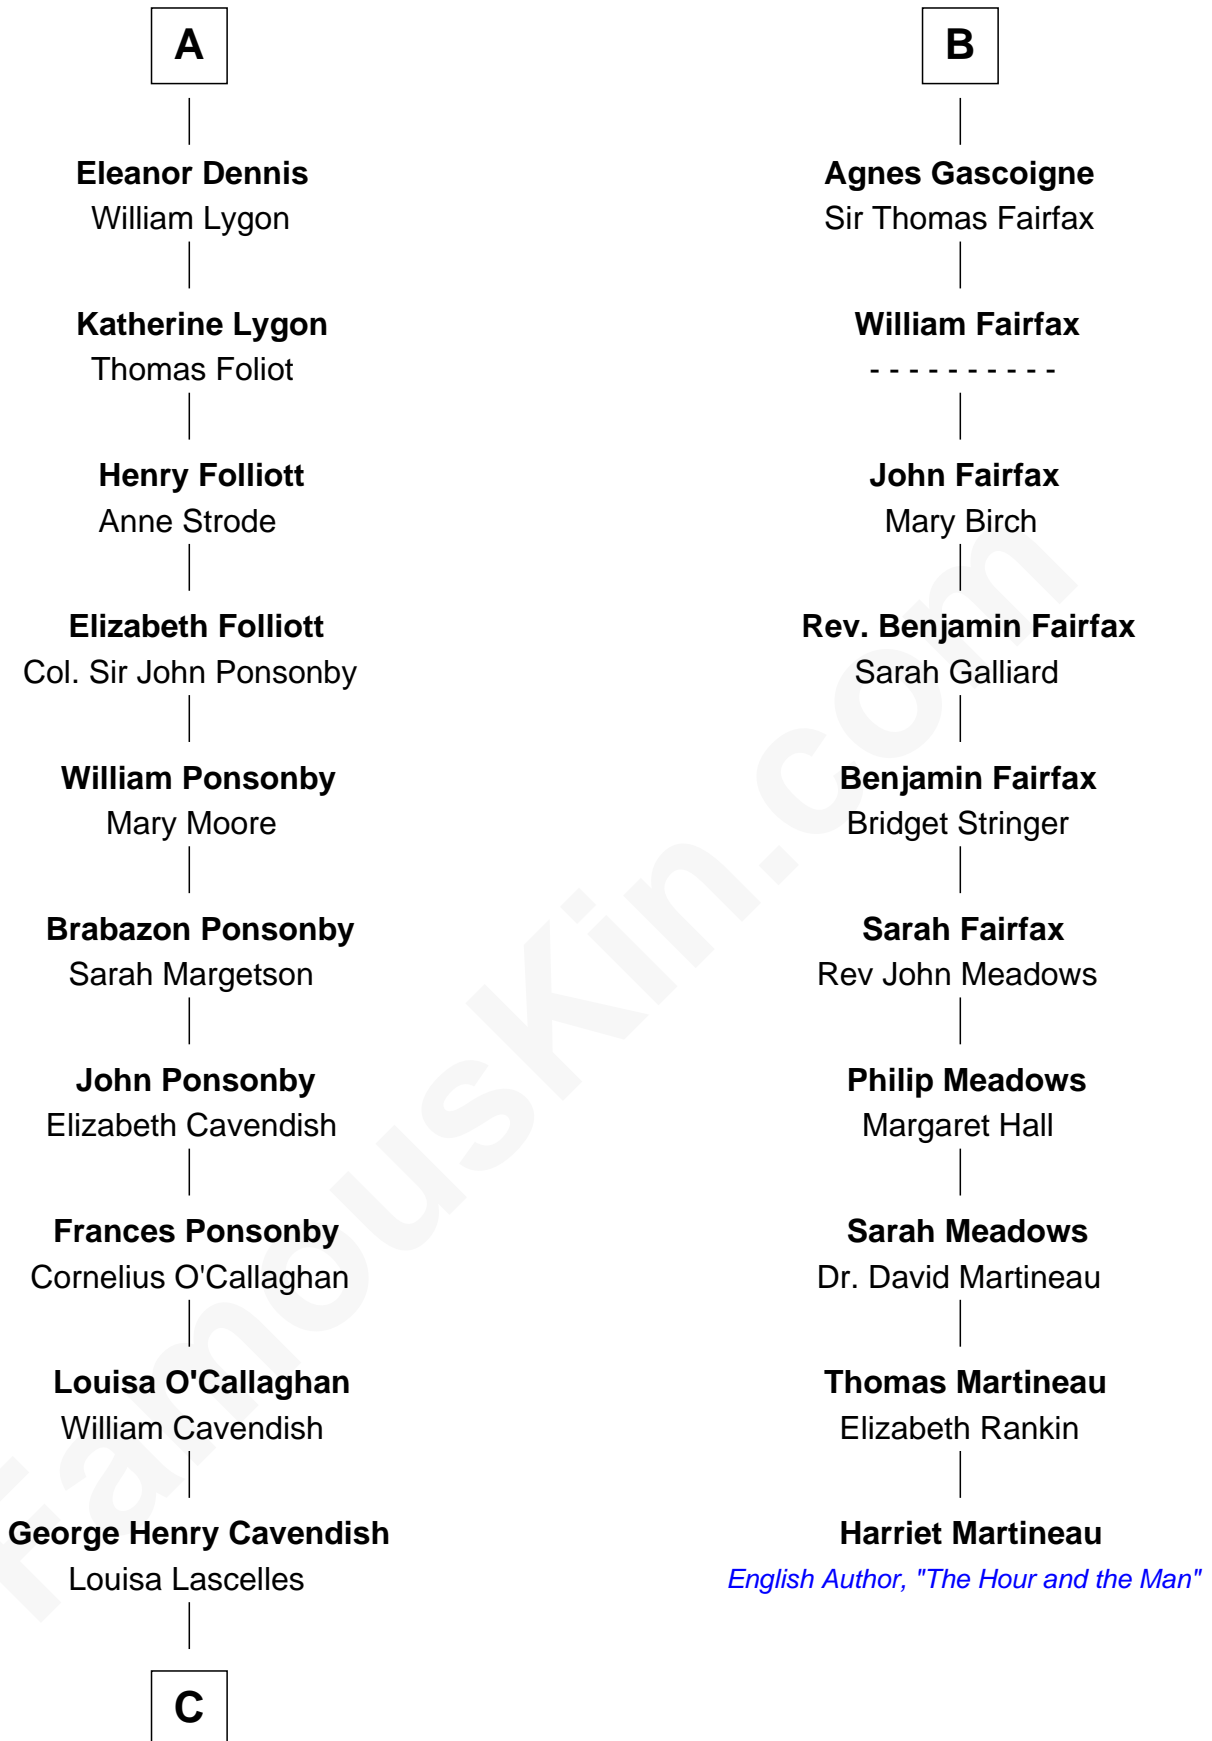 A
Eleanor Dennis
William Lygon
Katherine Lygon
Thomas Foliot
Henry Folliott
Anne Strode
Elizabeth Folliott
Col. Sir John Ponsonby
William Ponsonby
Mary Moore
Brabazon Ponsonby
Sarah Margetson
John Ponsonby
Elizabeth Cavendish
Frances Ponsonby
Cornelius O'Callaghan
Louisa O'Callaghan
William Cavendish
George Henry Cavendish
Louisa Lascelles
C
B
Agnes Gascoigne
Sir Thomas Fairfax
William Fairfax
- - - - - - - - - -
John Fairfax
Mary Birch
Rev. Benjamin Fairfax
Sarah Galliard
Benjamin Fairfax
Bridget Stringer
Sarah Fairfax
Rev John Meadows
Philip Meadows
Margaret Hall
Sarah Meadows
Dr. David Martineau
Thomas Martineau
Elizabeth Rankin
Harriet Martineau
English Author, "The Hour and the Man"
FamousKin.com